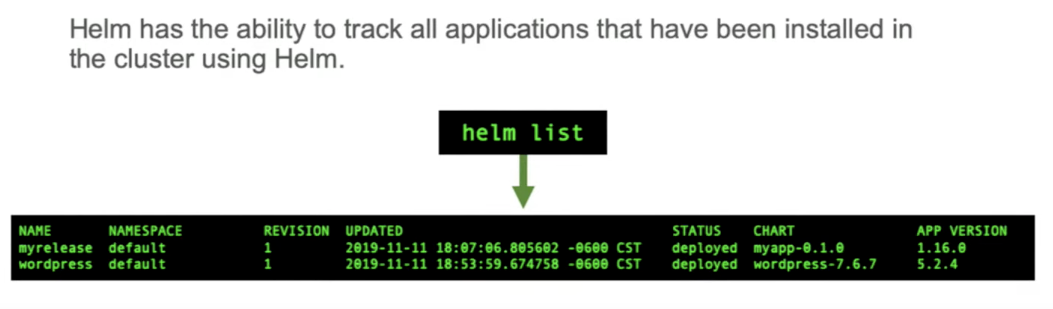 Helm has the ability to track all applications that have been installed in
the cluster using Helm.
helm list
NAME NAMESPACE REVISION UPDATED STATUS CHART APP VERSION
myrelease default 1 2019-11-11 18:07:06.805602 -0600 CST deployed myapp-0.1.0 1.16.0
wordpress default 1 2019-11-11 18:53:59.674758 -0600 CST deployed wordpress-7.6.7 5.2.4